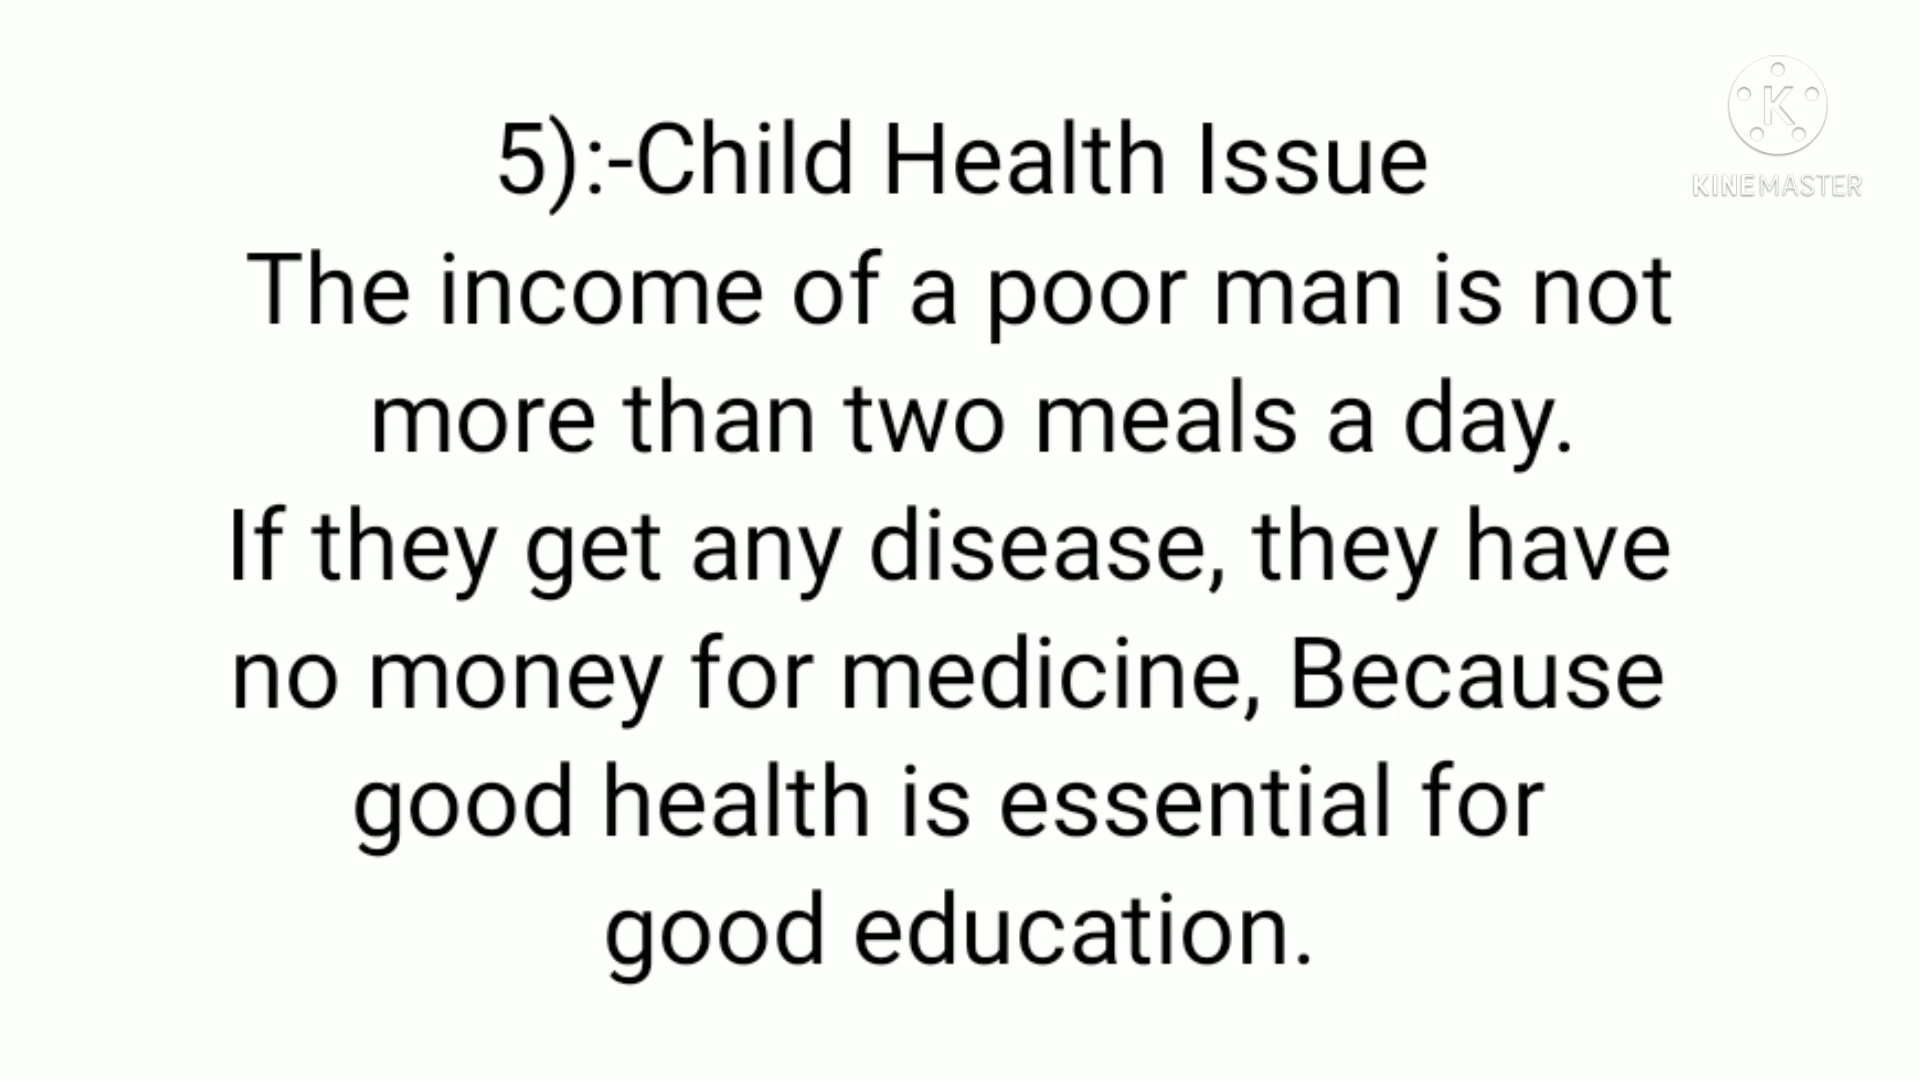 5):-Child Health Issue
The income of a poor man is not
more than two meals a day.
If they get any disease, they have
no money for medicine, Because
good health is essential for
good education.
K
KINEMASTER